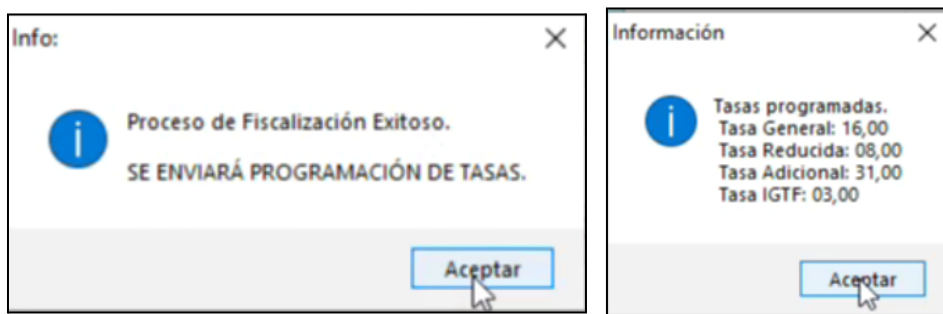 Info:
Proceso de Fiscalización Exitoso.
SE ENVIARÁ PROGRAMACIÓN DE TASAS.
Aceptar
Información
Tasas programadas.
Tasa General: 16,00
Tasa Reducida: 08,00
Tasa Adicional: 31,00
Tasa IGTF: 03,00
Aceptar